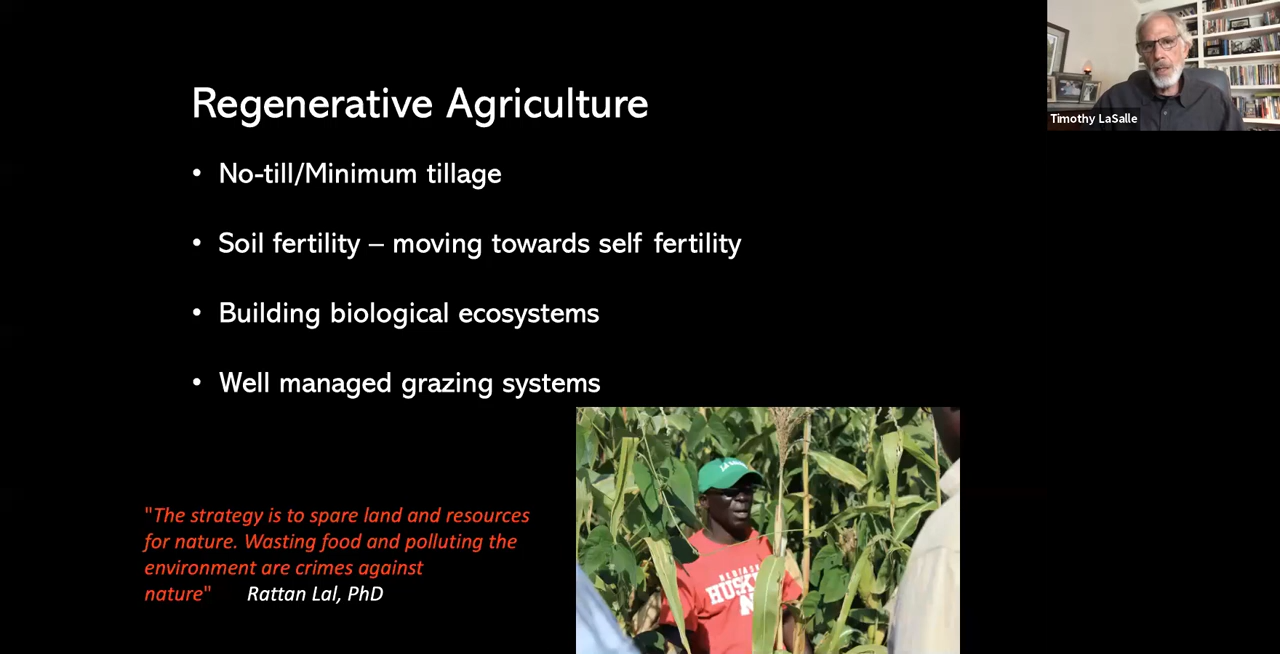 Regenerative Agriculture
• No-till/Minimum tillage
• Soil fertility – moving towards self fertility
• Building biological ecosystems
• Well managed grazing systems
"The strategy is to spare land and resources
for nature. Wasting food and polluting the
environment are crimes against
nature" Rattan Lal, PhD
Timothy LaSalle